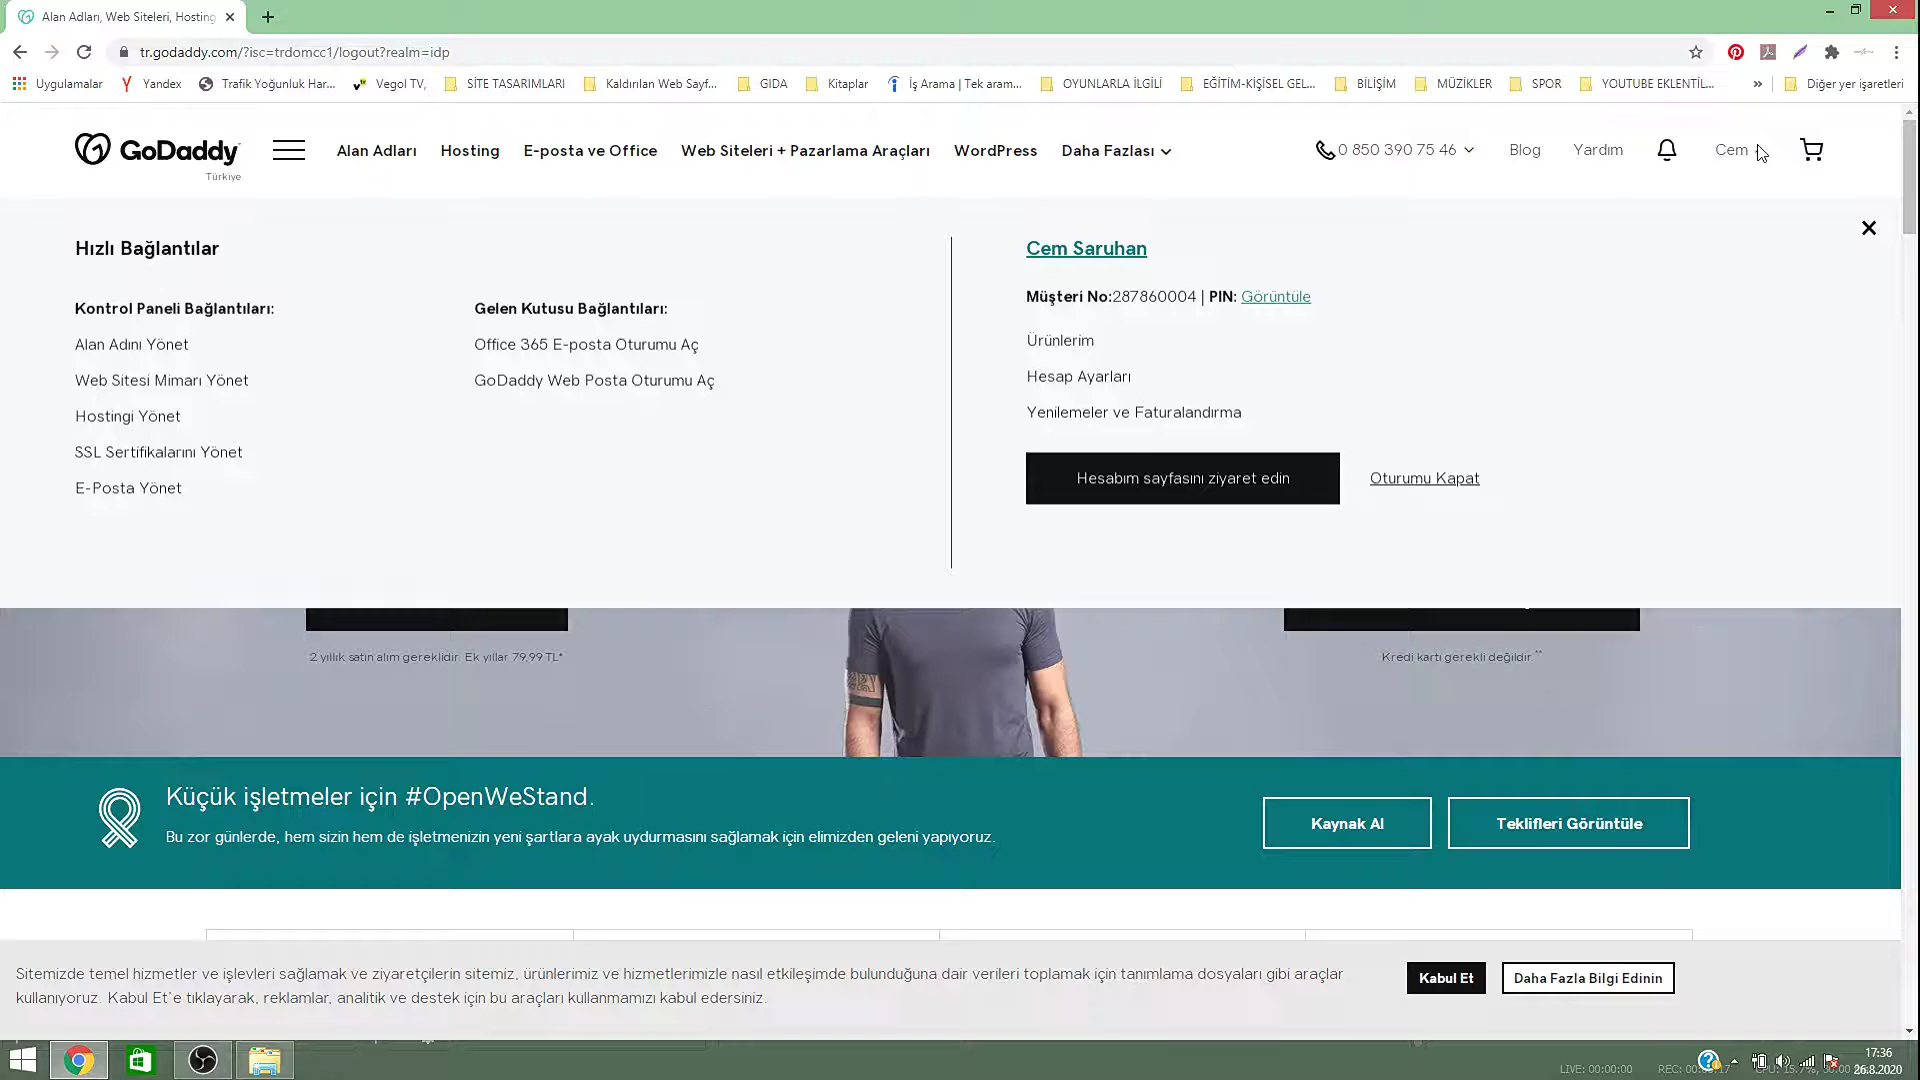 Alan Adları, Web Siteleri, Hosting
tr.godaddy.com/?isc=trdomcc1/logout?realm=idp
Uygulamalar
Yandex
Trafik Yoğunluk Har...
Vegol TV,
SİTE TASARIMLARI
Kaldırılan Web Sayf...
GIDA
Kitaplar
İş Arama | Tek aram...
OYUNLARLA İLGİLİ
EĞİTİM-KİŞİSEL GEL...
BİLİŞİM
MÜZİKLER
SPOR
YOUTUBE EKLENTİL...
»
Diğer yer işaretleri
GoDaddy
Türkiye
Alan Adları
Hosting
E-posta ve Office
Web Siteleri + Pazarlama Araçları
WordPress
Daha Fazlası
0 850 390 75 46
Blog
Yardım
Cem
Hızlı Bağlantılar
Kontrol Paneli Bağlantıları:
Alan Adını Yönet
Web Sitesi Mimarı Yönet
Hostingi Yönet
SSL Sertifikalarını Yönet
E-Posta Yönet
Gelen Kutusu Bağlantıları:
Office 365 E-posta Oturumu Aç
GoDaddy Web Posta Oturumu Aç
Cem Saruhan
Müşteri No:287860004 | PIN: Görüntüle
Ürünlerim
Hesap Ayarları
Yenilemeler ve Faturalandırma
Hesabım sayfasını ziyaret edin
Oturumu Kapat
2 yıllık satın alım gereklidir. Ek yıllar 79,99 TL*
Kredi kartı gerekli değildir.**
Küçük işletmeler için #OpenWeStand.
Bu zor günlerde, hem sizin hem de işletmenizin yeni şartlara ayak uydurmasını sağlamak için elimizden geleni yapıyoruz.
Kaynak Al
Teklifleri Görüntüle
Sitemizde temel hizmetler ve işlevleri sağlamak ve ziyaretçilerin sitemiz, ürünlerimiz ve hizmetlerimizle nasıl etkileşimde bulunduğuna dair verileri toplamak için tanımlama dosyaları gibi araçlar
kullanıyoruz. Kabul Et'e tıklayarak, reklamlar, analitik ve destek için bu araçları kullanmamızı kabul edersiniz.
Kabul Et
Daha Fazla Bilgi Edinin
17:36
LIVE: 00:00:00
26.8.2020